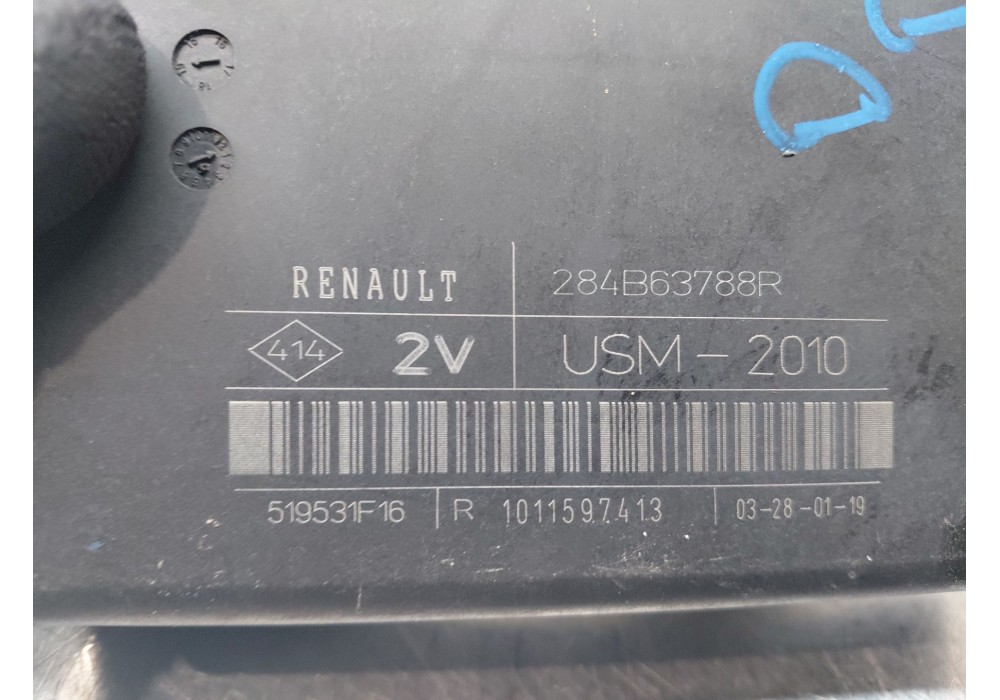 RENAULT 284B63788R
414 2V USM - 2010
519531F16 R 1011597413 03-28-01-19